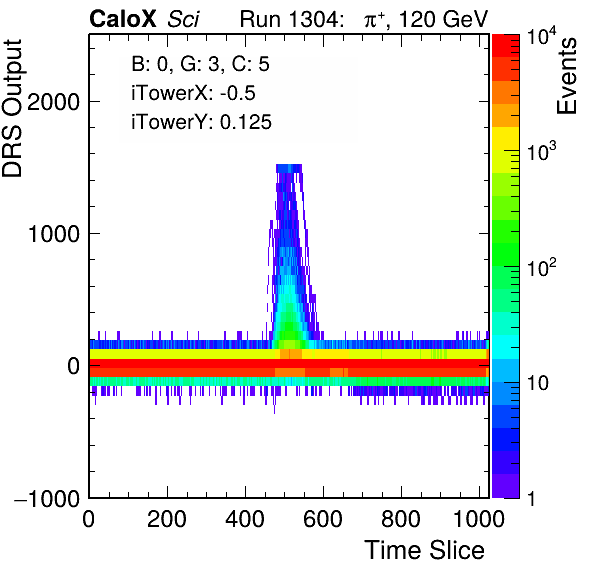 CaloX Sci Run 1304: π⁺, 120 GeV
B: 0, G: 3, C: 5
iTowerX: -0.5
iTowerY: 0.125
DRS Output
2000
1000
0
−1000
0 200 400 600 800 1000
Time Slice
Events
10⁴
10³
10²
10
1